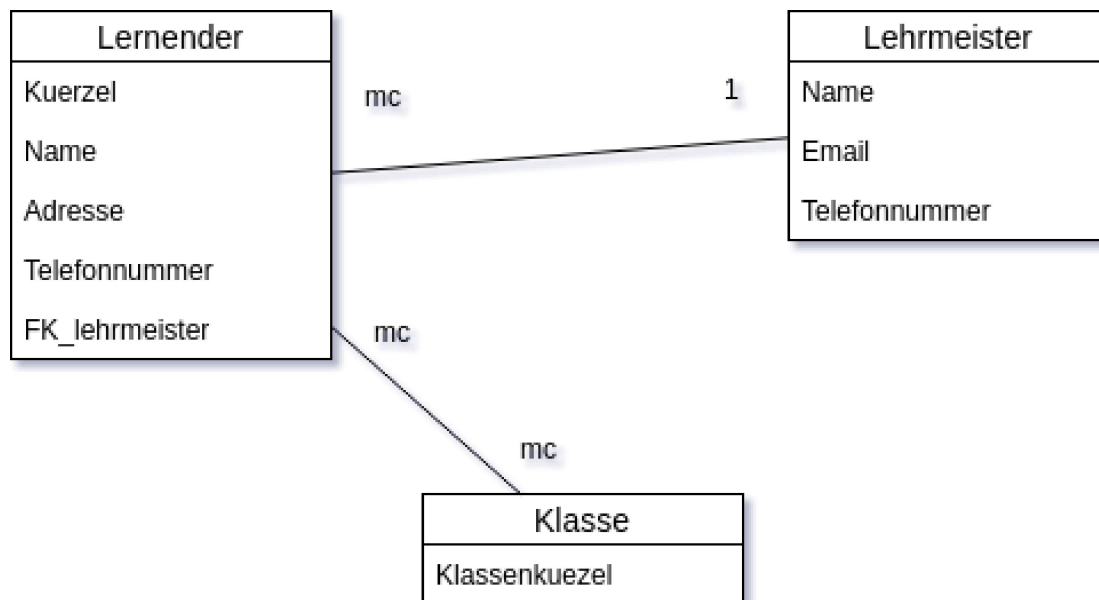 Lernender
Kuerzel
Name
Adresse
Telefonnummer
FK_lehrmeister
mc
1
Lehrmeister
Name
Email
Telefonnummer
mc
mc
Klasse
Klassenkuezel